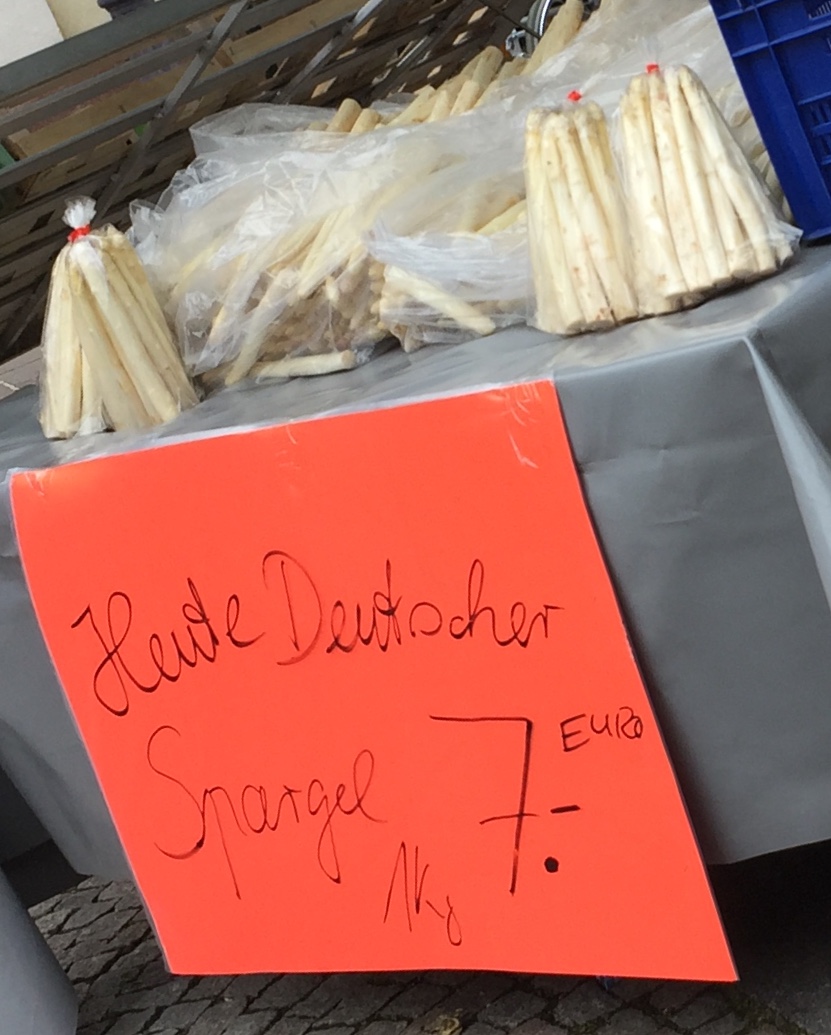 Heute Deutscher
Spargel 7.- EURO
1Kg